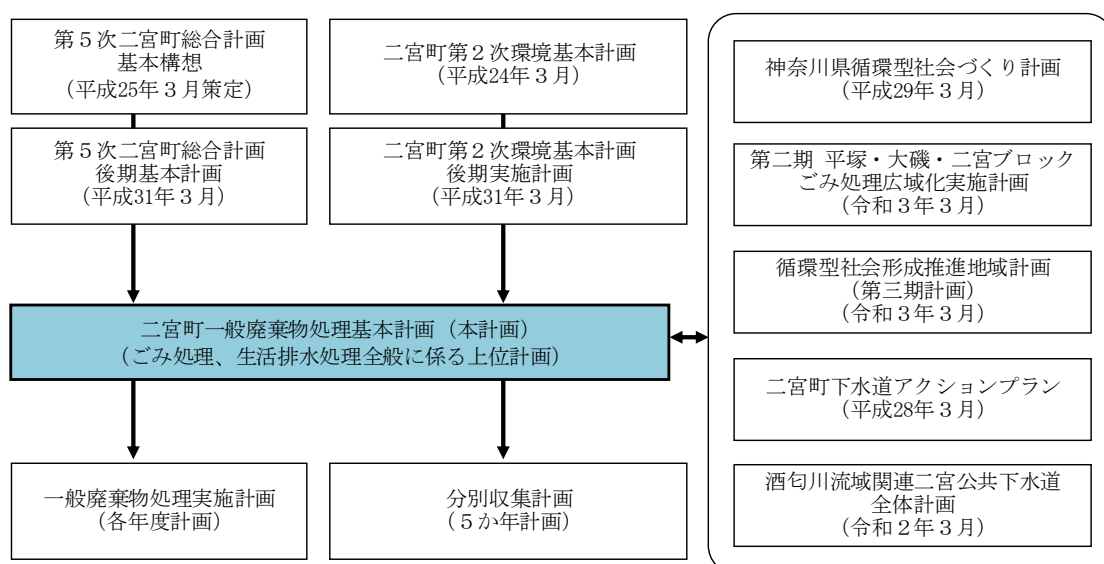 第５次二宮町総合計画
基本構想
（平成25年３月策定）
二宮町第２次環境基本計画
（平成24年３月）
第５次二宮町総合計画
後期基本計画
（平成31年３月）
二宮町第２次環境基本計画
後期実施計画
（平成31年３月）
二宮町一般廃棄物処理基本計画（本計画）
（ごみ処理、生活排水処理全般に係る上位計画）
一般廃棄物処理実施計画
（各年度計画）
分別収集計画
（５か年計画）
神奈川県循環型社会づくり計画
（平成29年３月）
第二期 平塚・大磯・二宮ブロック
ごみ処理広域化実施計画
（令和３年３月）
循環型社会形成推進地域計画
（第三期計画）
（令和３年３月）
二宮町下水道アクションプラン
（平成28年３月）
酒匂川流域関連二宮公共下水道
全体計画
（令和２年３月）